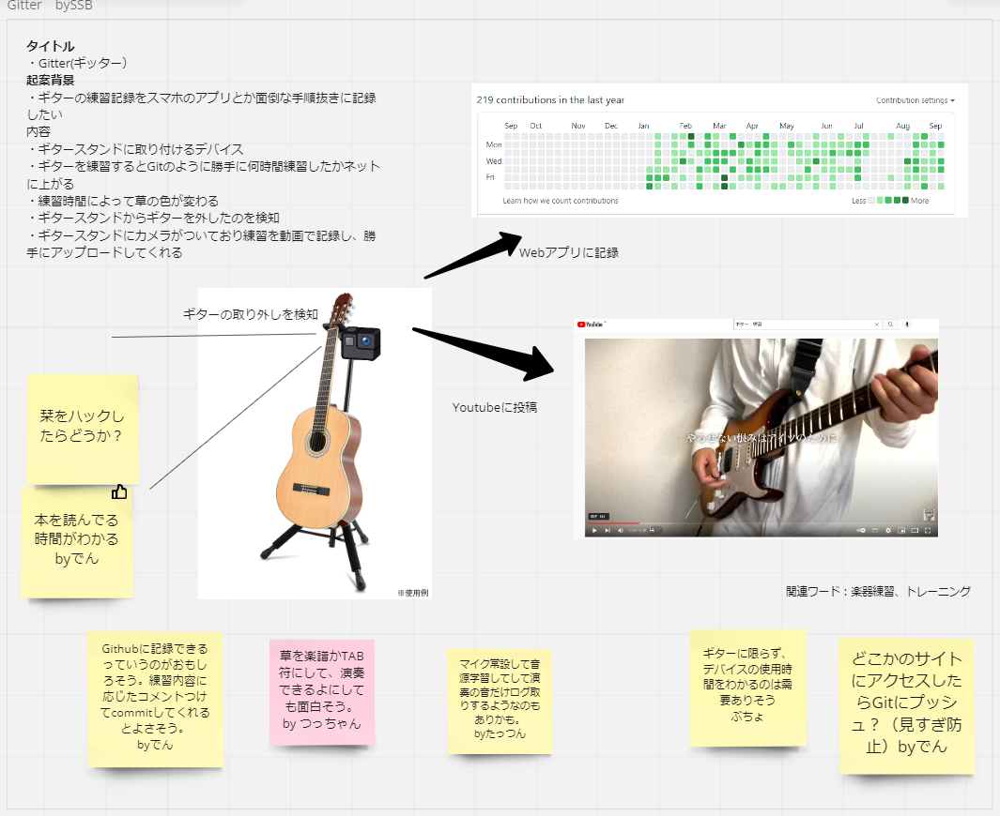 Gitter bySSB
タイトル
・Gitter(ギッター)
起案背景
・ギターの練習記録をスマホのアプリとか面倒な手順抜きに記録
したい
内容
・ギタースタンドに取り付けるデバイス
・ギターを練習するとGitのように勝手に何時間練習したかネット
に上がる
・練習時間によって草の色が変わる
・ギタースタンドからギターを外したのを検知
・ギタースタンドにカメラがついており練習を動画で記録し、勝
手にアップロードしてくれる
219 contributions in the last year
Contribution settings
Sep Oct Nov Dec Jan Feb Mar Apr May Jun Jul Aug Sep
Mon
Wed
Fri
Learn how we count contributions
Less More
Webアプリに記録
ギターの取り外しを検知
YouTube
ギター 練習
Youtubeに投稿
やるせない恨みはアイツのために
※使用例
栞をハックし
たらどうか？
本を読んでる
時間がわかる
byでん
関連ワード：楽器練習、トレーニング
Githubに記録できる
っていうのがおもし
ろそう。練習内容に
応じたコメントつけ
てcommitしてくれる
とよさそう。
byでん
草を楽譜かTAB
符にして、演奏
できるよにして
も面白そう。
by つっちゃん
マイク常設して音
源学習してして演
奏の音だけログ取
りするようなのも
ありかも。
byたっつん
ギターに限らず、
デバイスの使用時
間をわかるのは需
要ありそう
ぶちょ
どこかのサイト
にアクセスした
らGitにプッシ
ュ？（見すぎ防
止）byでん